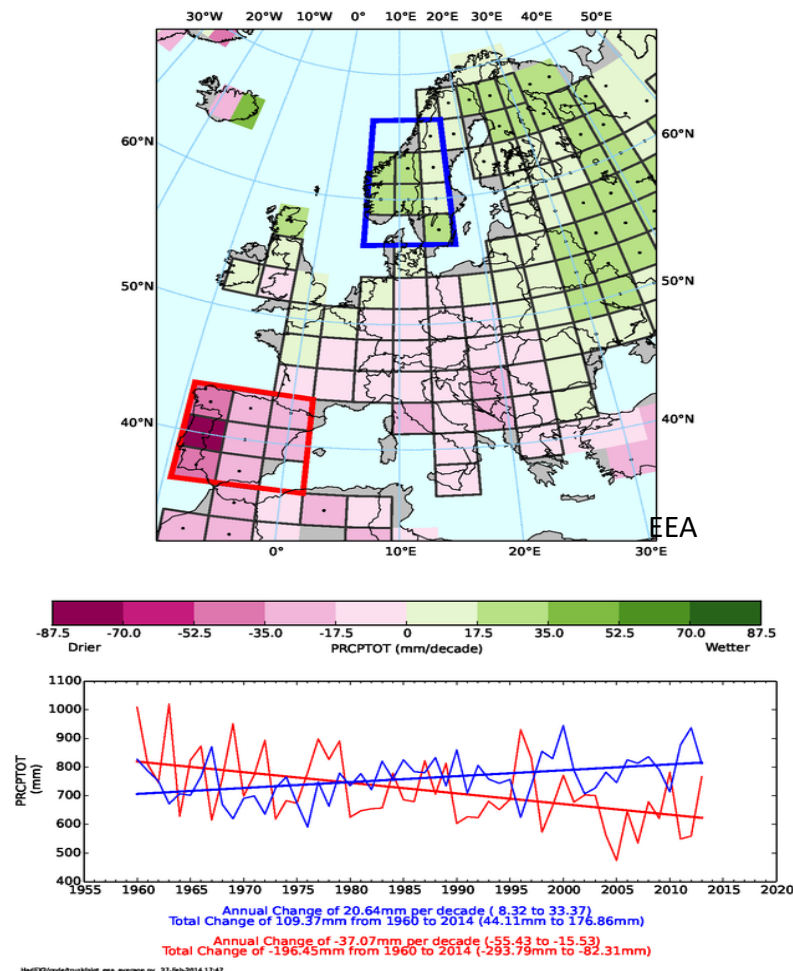 30°W 20°W 10°W 0° 10°E 20°E 30°E 40°E 50°E
60°N 60°N
50°N 50°N
40°N 40°N
EEA
0° 10°E 20°E 30°E
-87.5 -70.0 -52.5 -35.0 -17.5 0 17.5 35.0 52.5 70.0 87.5
Drier PRCPTOT (mm/decade) Wetter
1100
1000
900
800
700
600
500
400
PRCPTOT
(mm)
1955 1960 1965 1970 1975 1980 1985 1990 1995 2000 2005 2010 2015 2020
Annual Change of 20.64mm per decade ( 8.32 to 33.37)
Total Change of 109.37mm from 1960 to 2014 (44.11mm to 176.86mm)
Annual Change of -37.07mm per decade (-55.43 to -15.53)
Total Change of -196.45mm from 1960 to 2014 (-293.79mm to -82.31mm)
27-Feb-2014 17:47